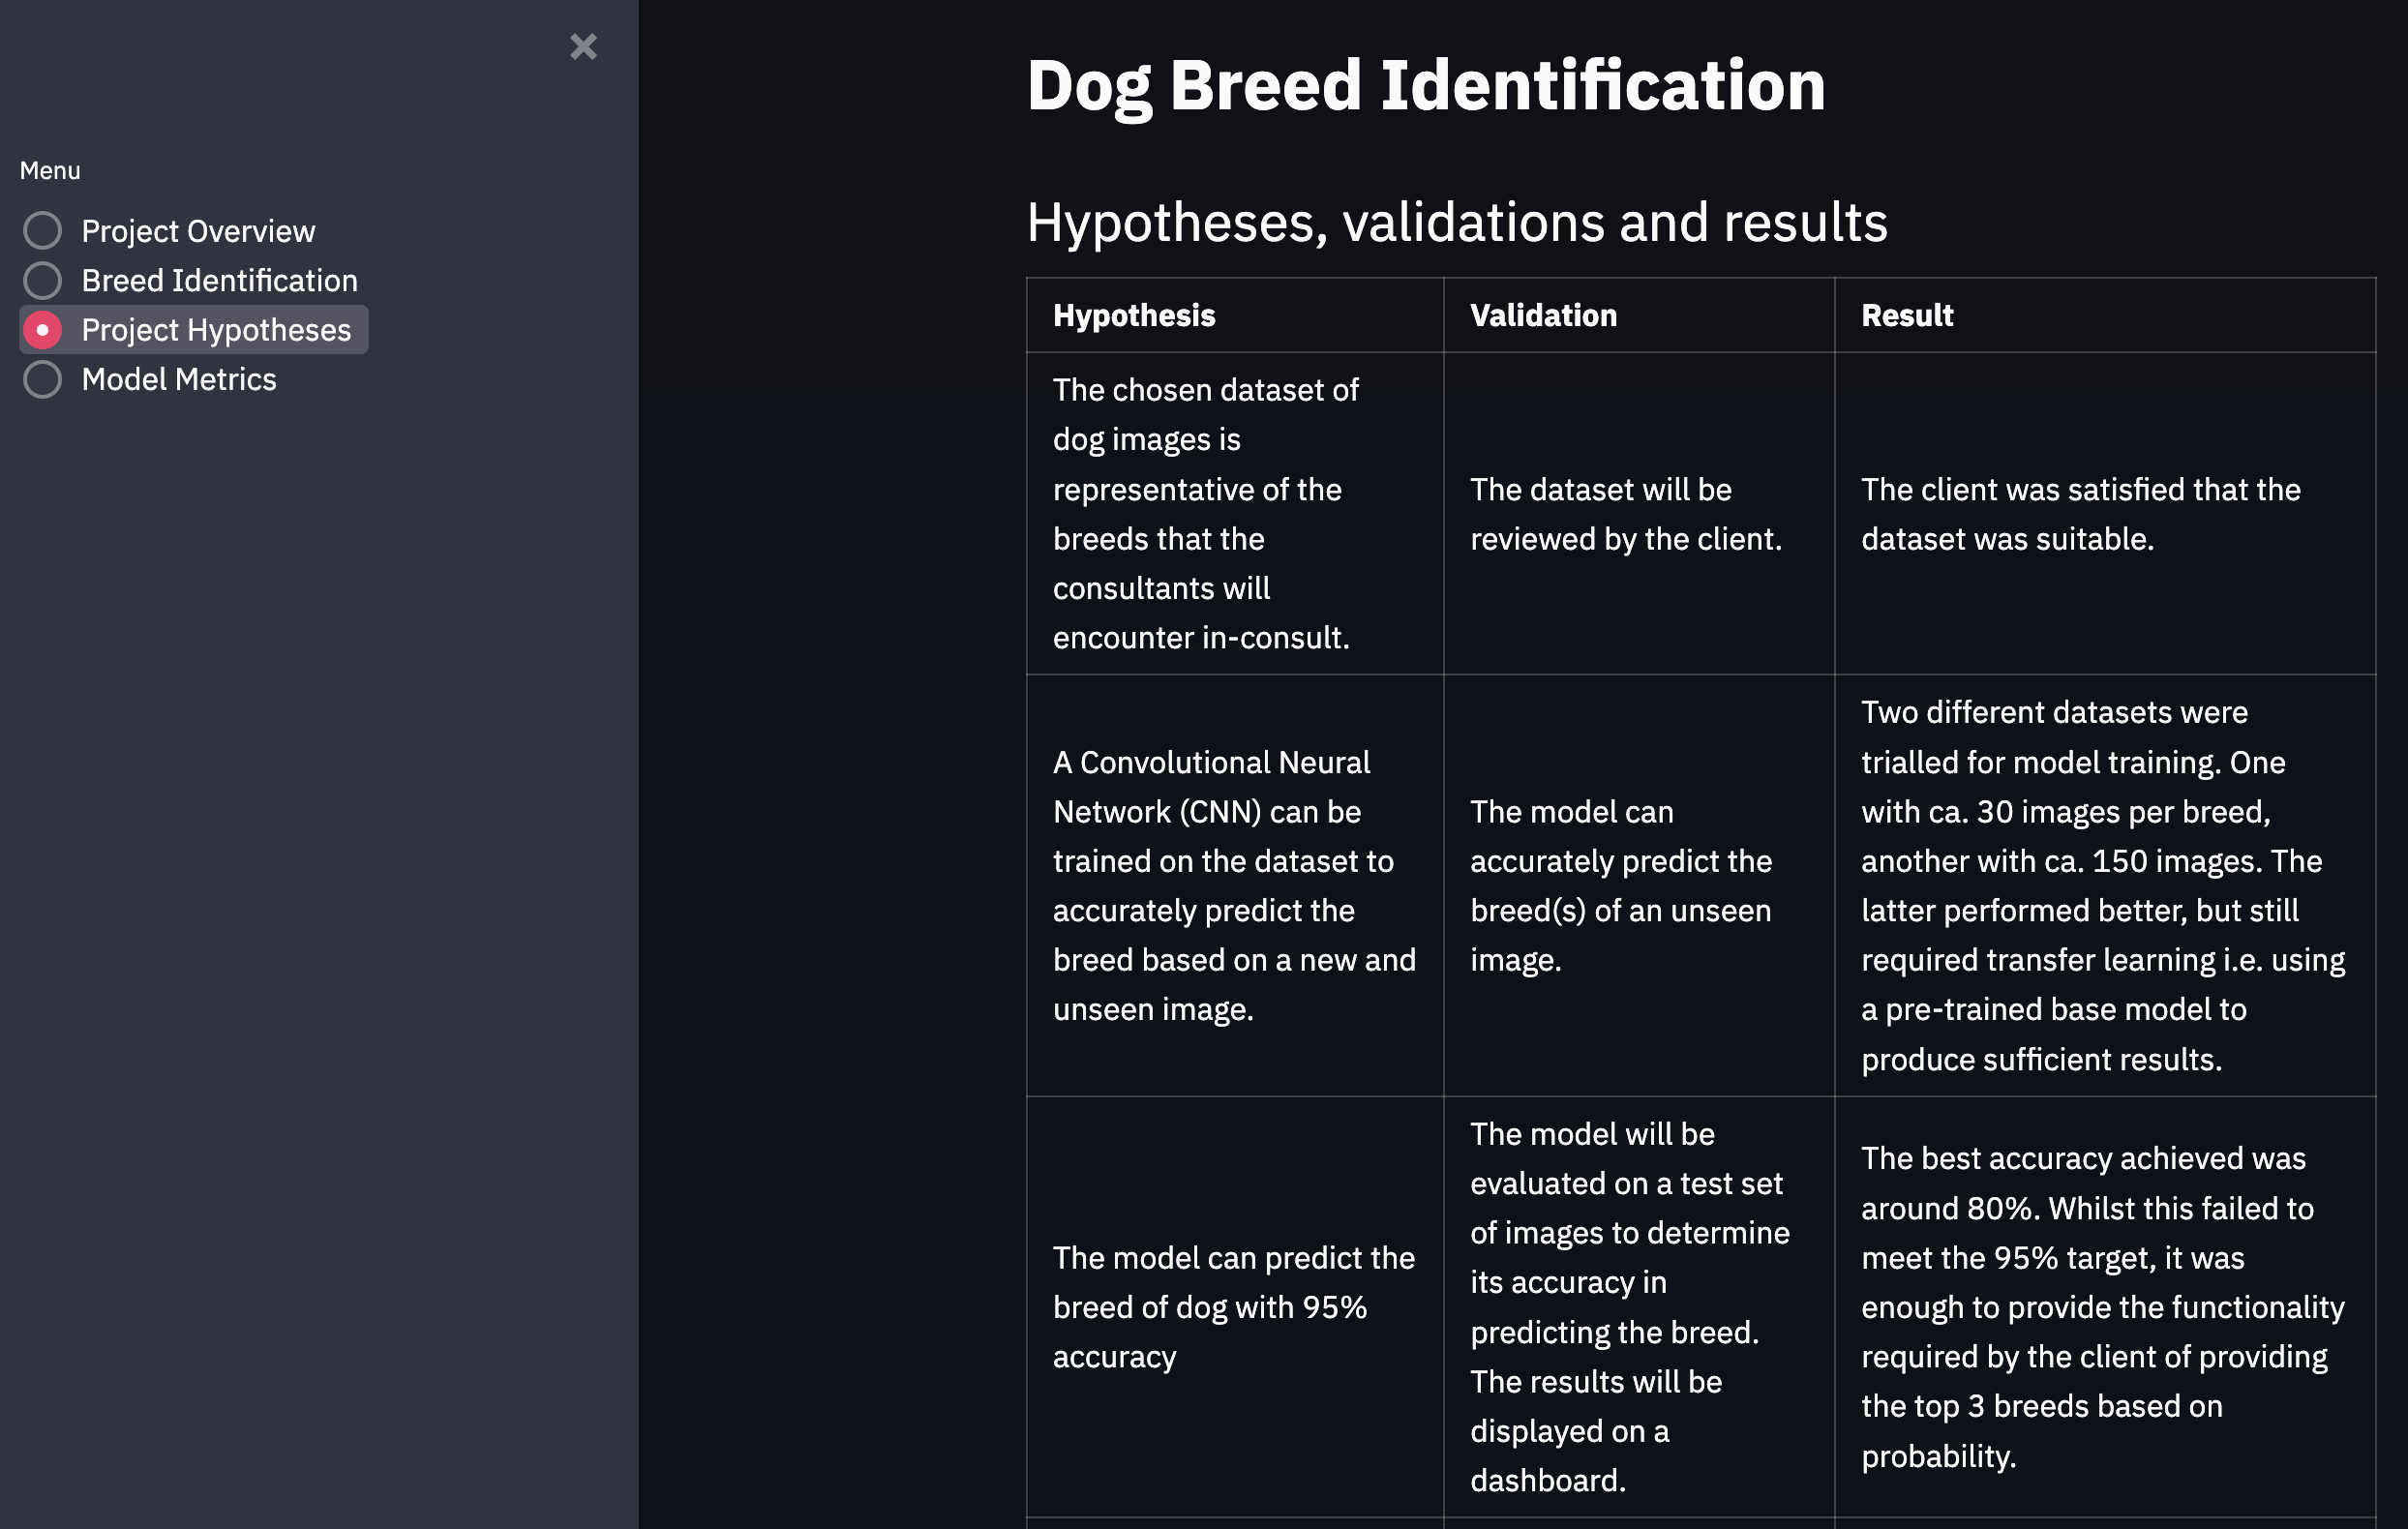 Menu
Project Overview
Breed Identification
Project Hypotheses
Model Metrics
Dog Breed Identification
Hypotheses, validations and results
Hypothesis
Validation
Result
The chosen dataset of
dog images is
representative of the
breeds that the
consultants will
encounter in-consult.
The dataset will be
reviewed by the client.
The client was satisfied that the
dataset was suitable.
A Convolutional Neural
Network (CNN) can be
trained on the dataset to
accurately predict the
breed based on a new and
unseen image.
The model can
accurately predict the
breed(s) of an unseen
image.
Two different datasets were
trialled for model training. One
with ca. 30 images per breed,
another with ca. 150 images. The
latter performed better, but still
required transfer learning i.e. using
a pre-trained base model to
produce sufficient results.
The model can predict the
breed of dog with 95%
accuracy
The model will be
evaluated on a test set
of images to determine
its accuracy in
predicting the breed.
The results will be
displayed on a
dashboard.
The best accuracy achieved was
around 80%. Whilst this failed to
meet the 95% target, it was
enough to provide the functionality
required by the client of providing
the top 3 breeds based on
probability.